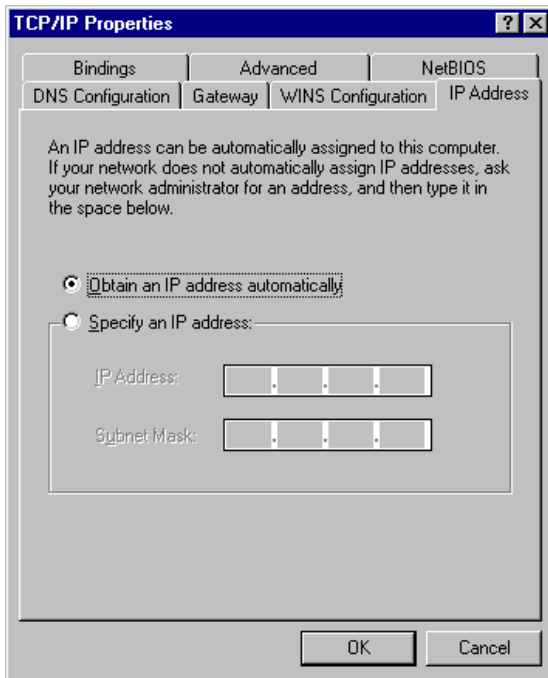 TCP/IP Properties
Bindings Advanced NetBIOS
DNS Configuration Gateway WINS Configuration IP Address
An IP address can be automatically assigned to this computer.
If your network does not automatically assign IP addresses, ask
your network administrator for an address, and then type it in
the space below.
Obtain an IP address automatically
Specify an IP address:
IP Address:
Subnet Mask:
OK Cancel